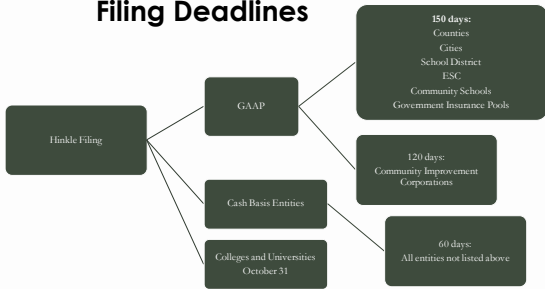 Filing Deadlines
Hinkle Filing
GAAP
150 days:
Counties
Cities
School District
ESC
Community Schools
Government Insurance Pools
120 days:
Community Improvement
Corporations
Cash Basis Entities
60 days:
All entities not listed above
Colleges and Universities
October 31